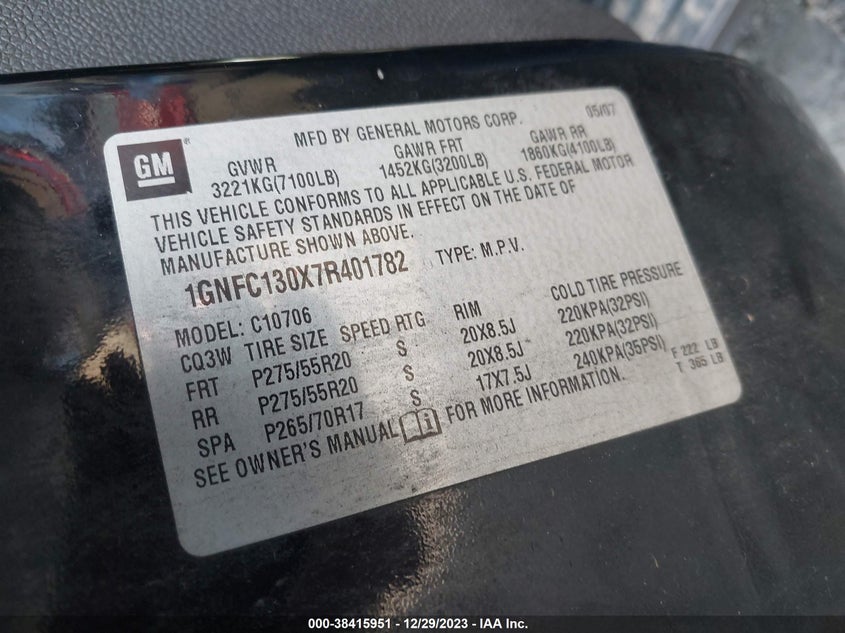 MFD BY GENERAL MOTORS CORP. 05/07
GM
GVWR GAWR FRT GAWR RR
3221KG(7100LB) 1452KG(3200LB) 1860KG(4100LB)
THIS VEHICLE CONFORMS TO ALL APPLICABLE U.S. FEDERAL MOTOR
VEHICLE SAFETY STANDARDS IN EFFECT ON THE DATE OF
MANUFACTURE SHOWN ABOVE.
1GNFC130X7R401782 TYPE: M.P.V.
MODEL: C10706
CQ3W TIRE SIZE SPEED RTG RIM COLD TIRE PRESSURE
FRT P275/55R20 S 20X8.5J 220KPA(32PSI)
RR P275/55R20 S 20X8.5J 220KPA(32PSI)
SPA P265/70R17 S 17X7.5J 240KPA(35PSI)
F 222 LB
T 365 LB
SEE OWNER'S MANUAL FOR MORE INFORMATION.
000-38415951 - 12/29/2023 - IAA Inc.